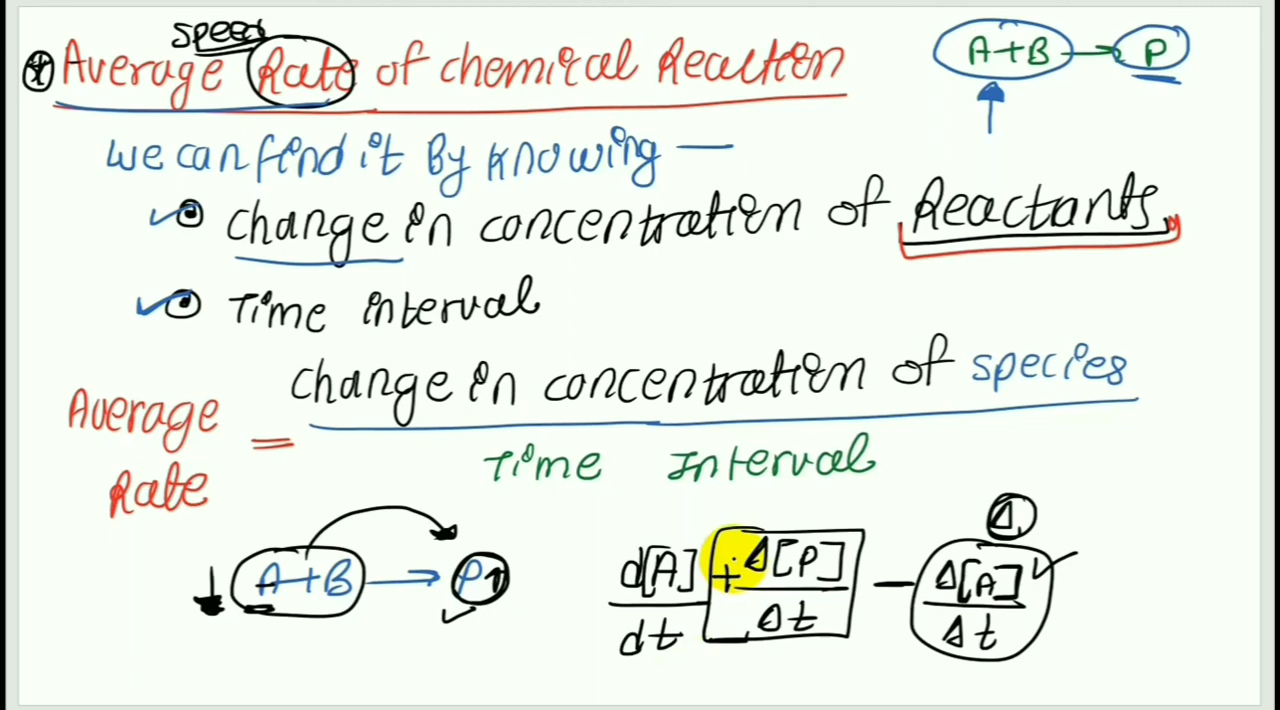 speed
Average Rate of chemical Reaction
A+B → P
we can find it By knowing —
change in concentration of Reactants
Time interval
Average Rate = change in concentration of species
Time Interval
A+B → P↑
d[A] + Δ[P] - Δ[A] Δ
dt Δt Δt